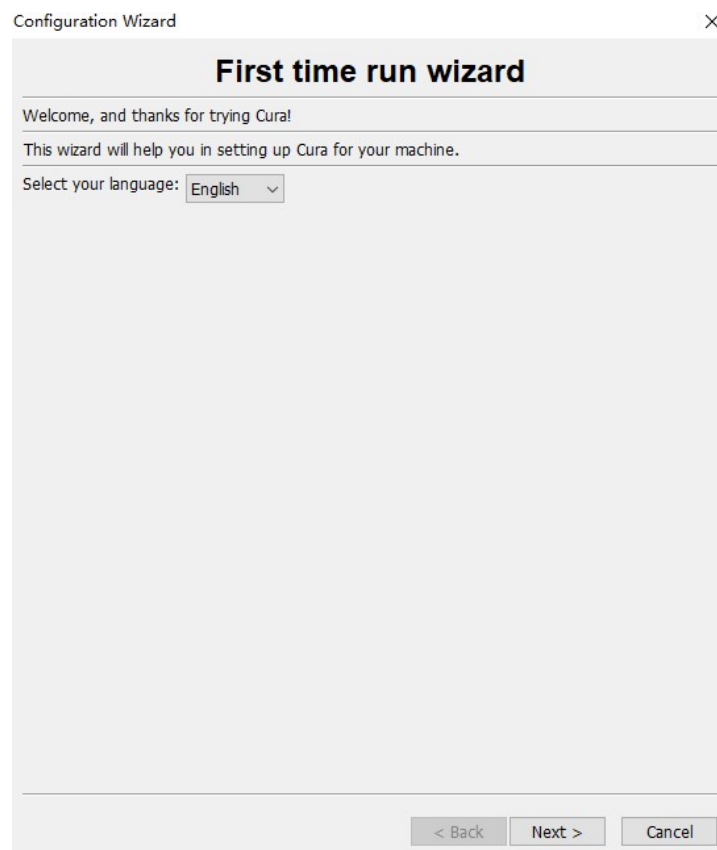 Configuration Wizard
First time run wizard
Welcome, and thanks for trying Cura!
This wizard will help you in setting up Cura for your machine.
Select your language: English
< Back Next > Cancel